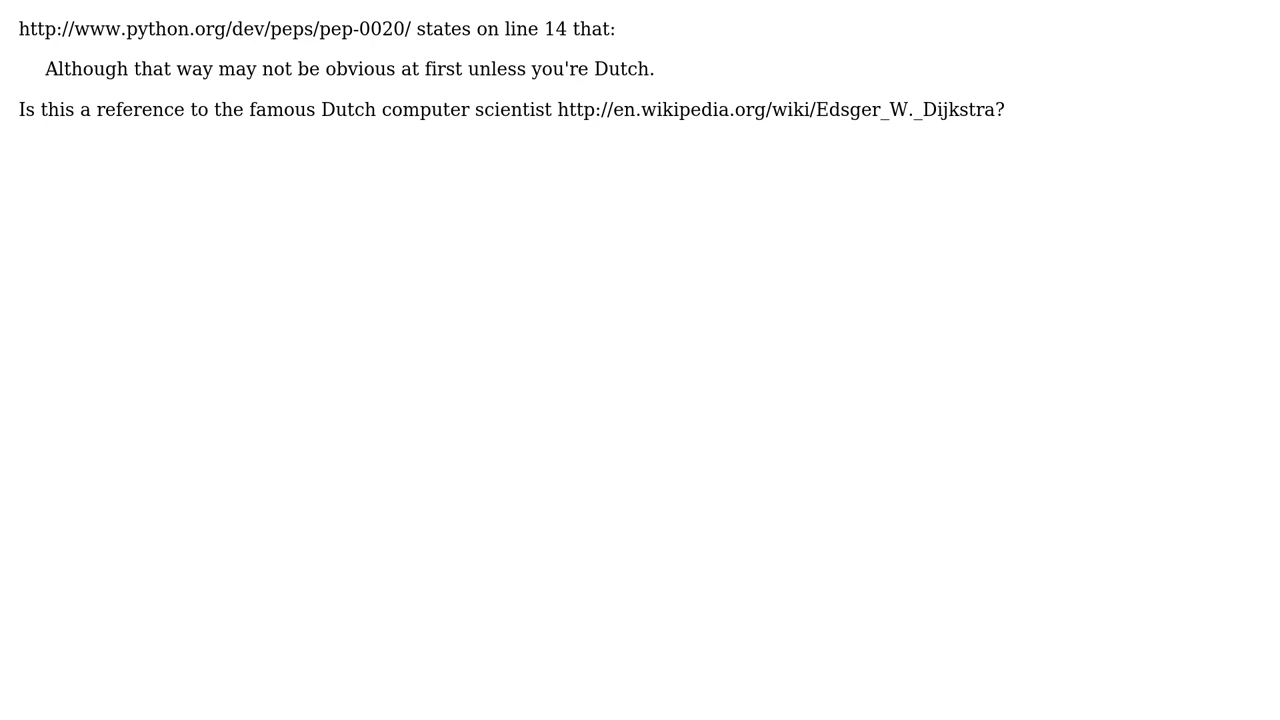 http://www.python.org/dev/peps/pep-0020/ states on line 14 that:
Although that way may not be obvious at first unless you're Dutch.
Is this a reference to the famous Dutch computer scientist http://en.wikipedia.org/wiki/Edsger_W._Dijkstra?